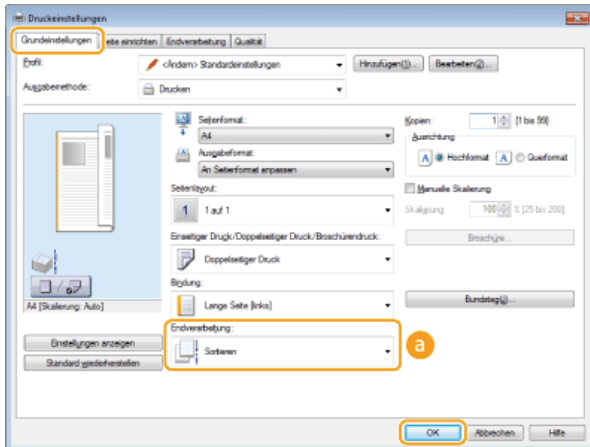 Druckeinstellungen
Grundeinstellungen eite einrichten Endverarbeitung Qualität
Profil: <Ändern> Standardeinstellungen Hinzufügen(1)... Bearbeiten(2)...
Ausgabemethode: Drucken
Seitenformat: Kopien: 1 [1 bis 99]
A4 Ausrichtung
Ausgabeformat: A Hochformat A Querformat
An Seitenformat anpassen
Seitenlayout: Manuelle Skalierung
1 1 auf 1 Skalierung: 100 % [25 bis 200]
Einseitiger Druck/Doppelseitiger Druck/Broschürendruck: Broschüre...
Doppelseitiger Druck
Bindung:
A4 [Skalierung: Auto] Lange Seite [links] Bundsteg(j)...
Endverarbeitung:
Einstellungen anzeigen Sortieren a
Standard wiederherstellen
OK Abbrechen Hilfe